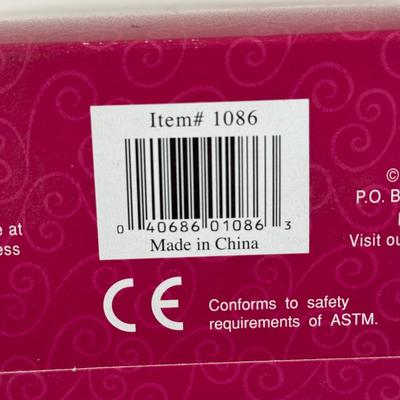 Item# 1086
0 40686 01086 3
Made in China
e at
ess
©
P.O. B
Visit ou
CE
Conforms to safety
requirements of ASTM.